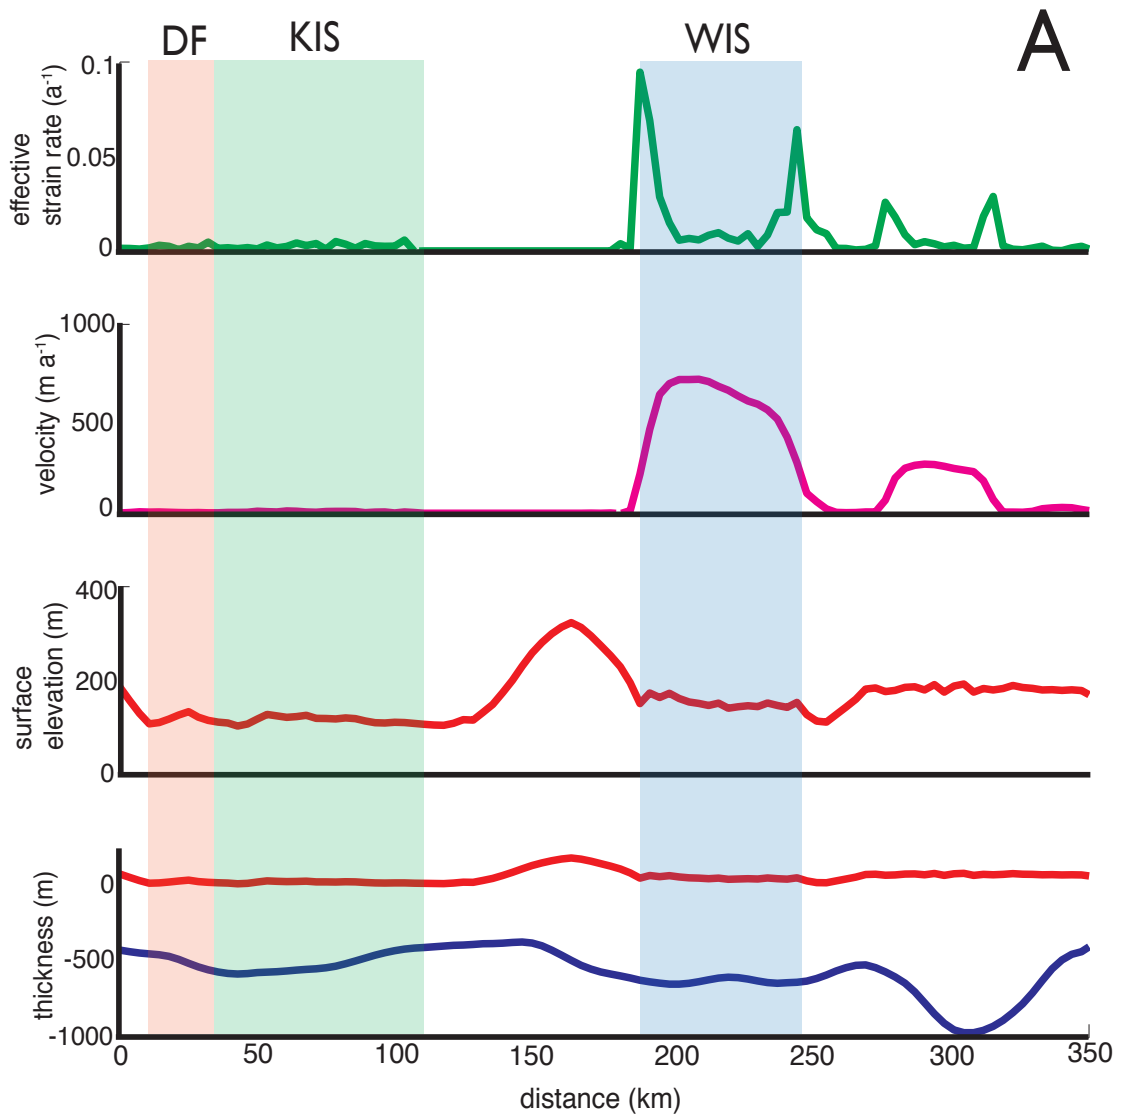 DF
KIS
WIS
A
effective
strain rate (a⁻¹)
0.1
0.05
0
velocity (m a⁻¹)
1000
500
0
surface
elevation (m)
400
200
0
thickness (m)
0
-500
-1000
0 50 100 150 200 250 300 350
distance (km)